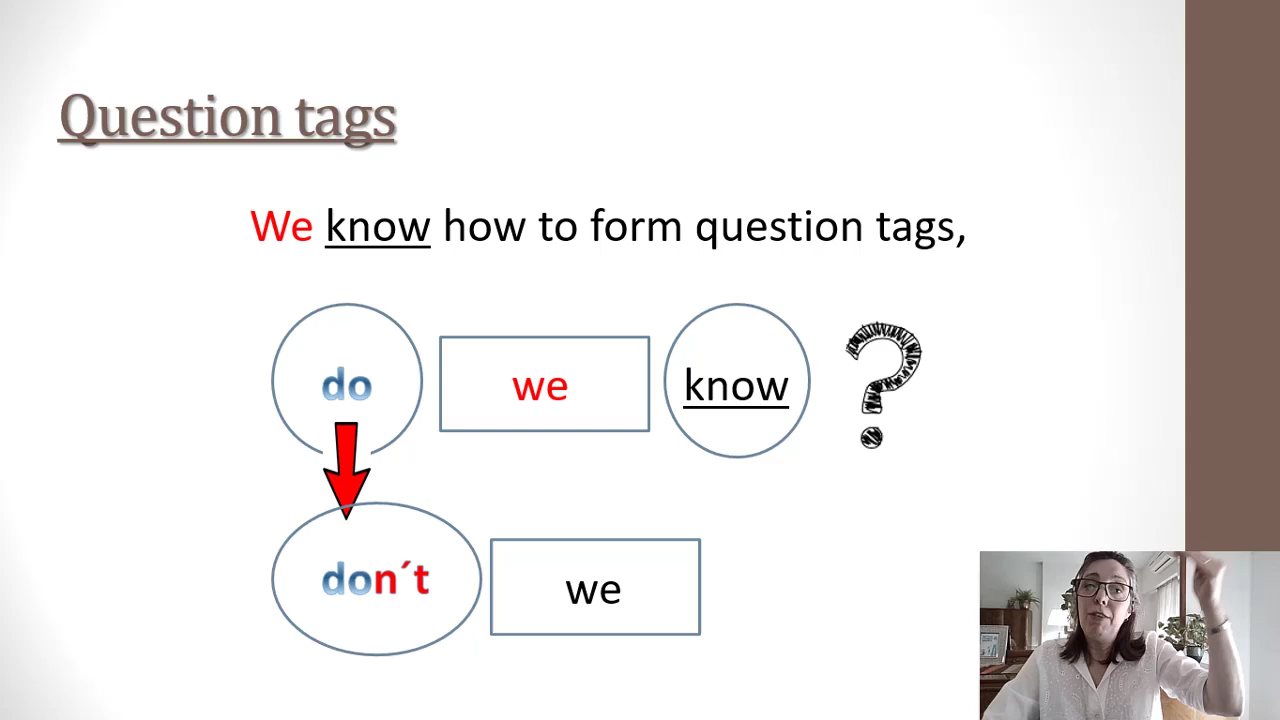 Question tags
We know how to form question tags,
do we know ?
don´t we